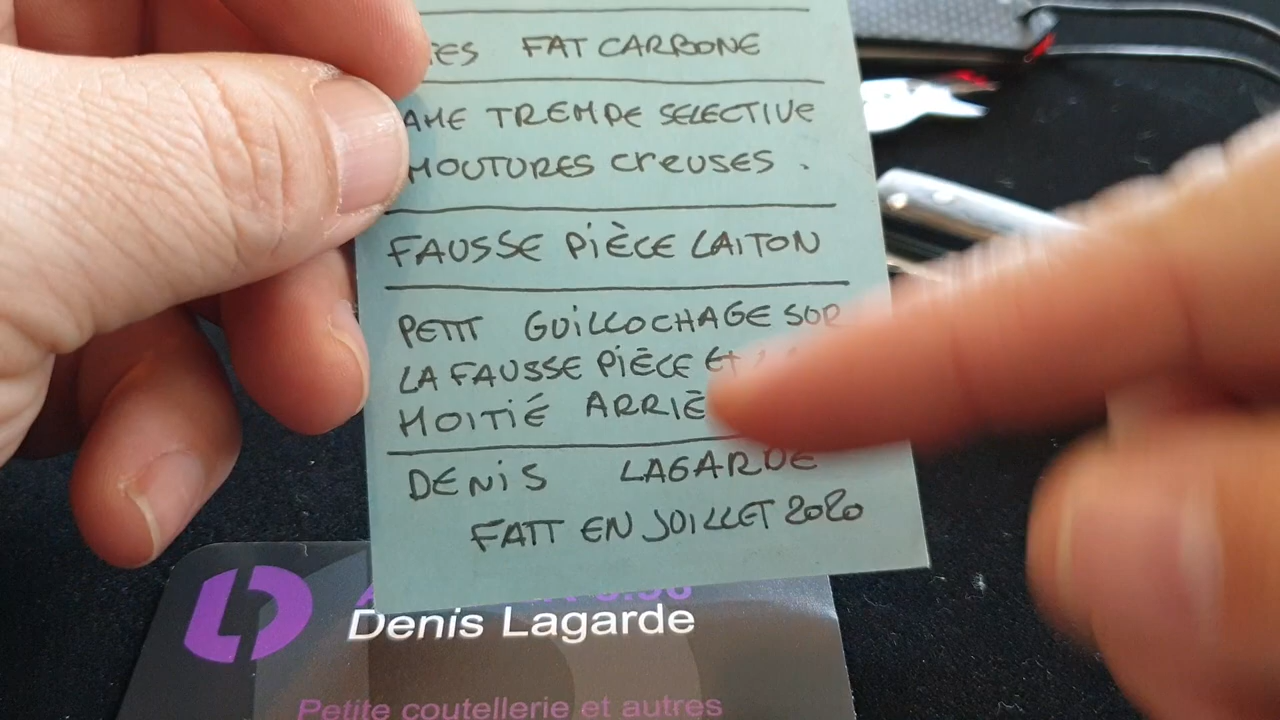 FAT CARBONE
TREMPE SELECTIVE
MOUTURES CREUSES .
FAUSSE PIÈCE LAITON
PETIT GUILLOCHAGE SUR
LA FAUSSE PIÈCE ET
MOITIÉ
DENIS LAGARDE
FAIT EN JUILLET 2020
Denis Lagarde
Petite coutellerie et autres